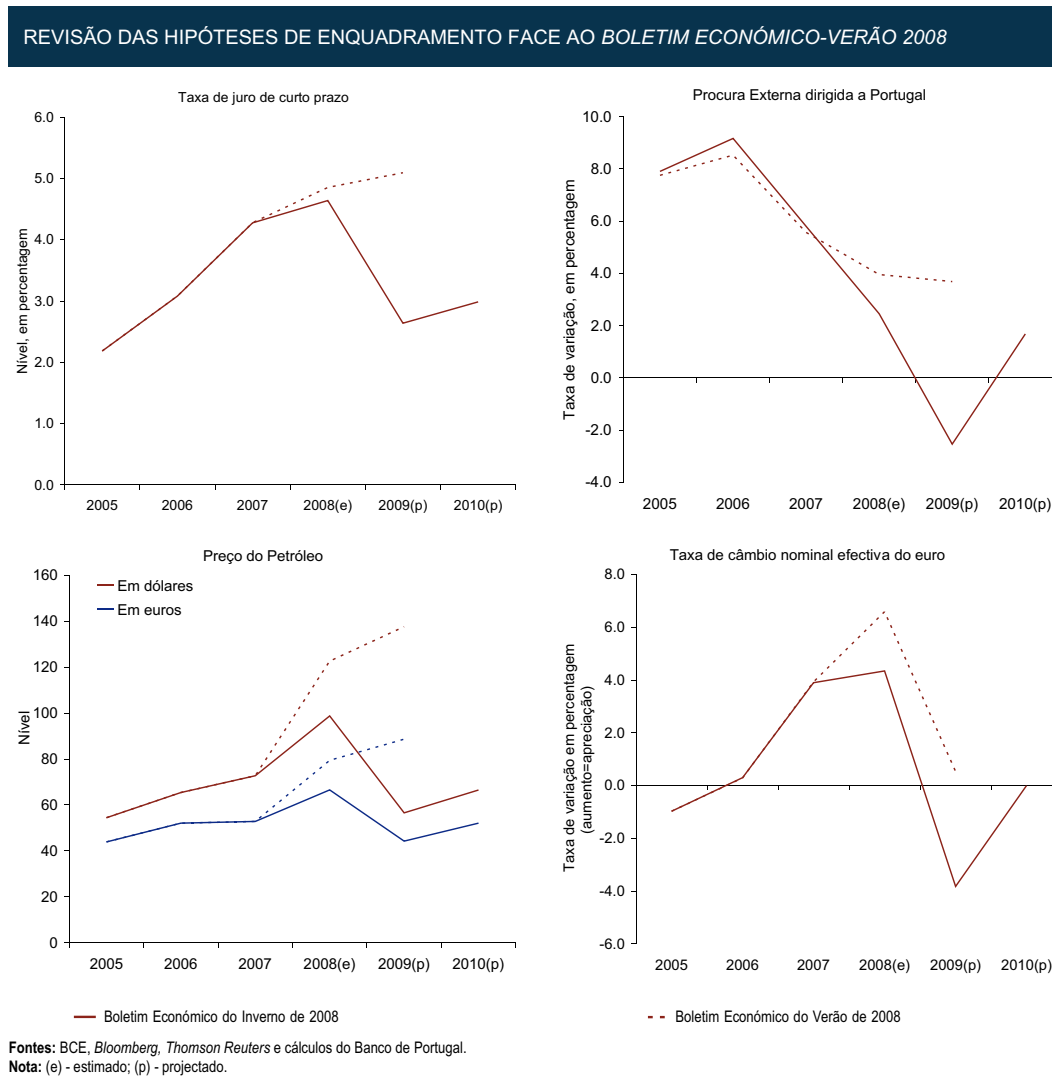 REVISÃO DAS HIPÓTESES DE ENQUADRAMENTO FACE AO BOLETIM ECONÓMICO-VERÃO 2008
Taxa de juro de curto prazo
Nível, em percentagem
6.0
5.0
4.0
3.0
2.0
1.0
0.0
2005 2006 2007 2008(e) 2009(p) 2010(p)
Procura Externa dirigida a Portugal
Taxa de variação, em percentagem
10.0
8.0
6.0
4.0
2.0
0.0
-2.0
-4.0
2005 2006 2007 2008(e) 2009(p) 2010(p)
Preço do Petróleo
Nível
160
140
120
100
80
60
40
20
0
Em dólares
Em euros
2005 2006 2007 2008(e) 2009(p) 2010(p)
Taxa de câmbio nominal efectiva do euro
Taxa de variação em percentagem
(aumento=apreciação)
8.0
6.0
4.0
2.0
0.0
-2.0
-4.0
-6.0
2005 2006 2007 2008(e) 2009(p) 2010(p)
Boletim Económico do Inverno de 2008
Boletim Económico do Verão de 2008
Fontes: BCE, Bloomberg, Thomson Reuters e cálculos do Banco de Portugal.
Nota: (e) - estimado; (p) - projectado.